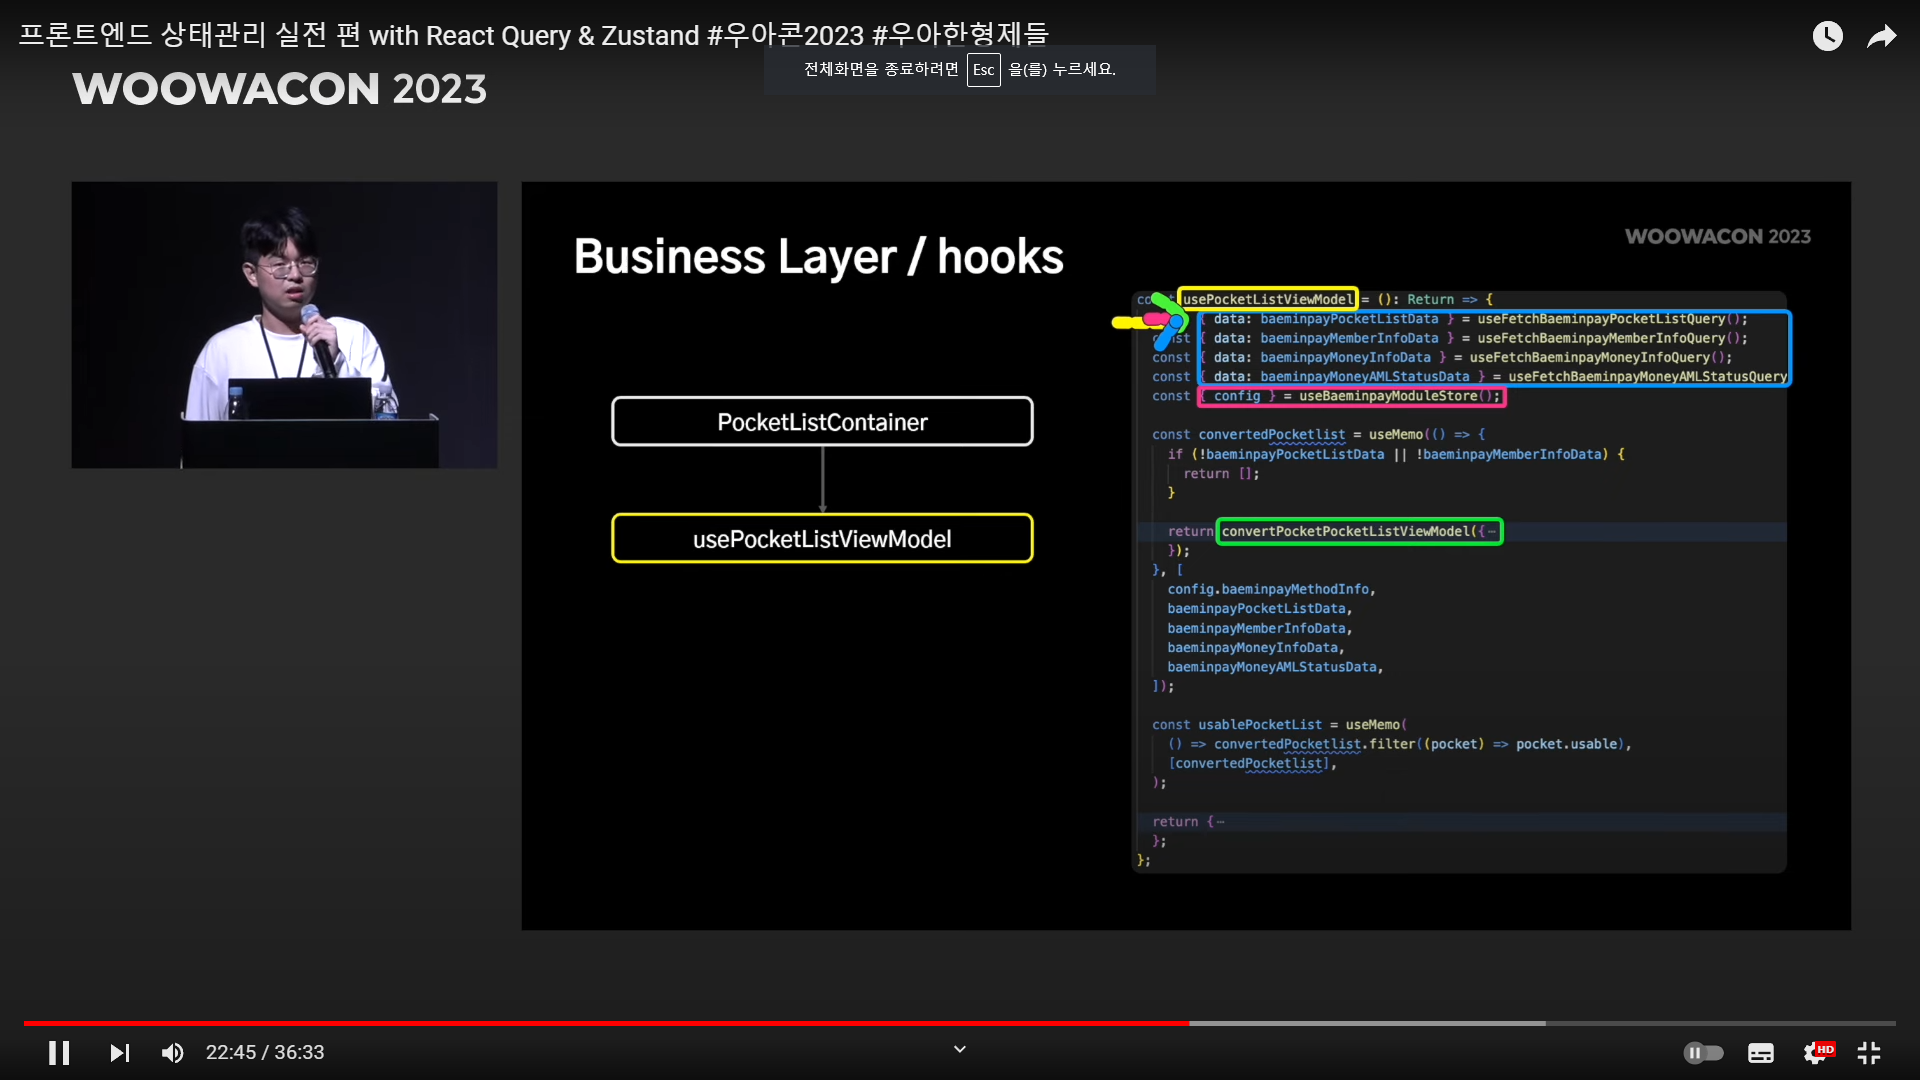 프론트엔드 상태관리 실전 편 with React Query & Zustand #우아콘2023 #우아한형제들
전체화면을 종료하려면 Esc 을(를) 누르세요.
WOOWACON 2023
WOOWACON 2023
Business Layer / hooks
PocketListContainer
usePocketListViewModel
usePocketListViewModel = (): Return => {
{ data: baeminpayPocketListData } = useFetchBaeminpayPocketListQuery();
const { data: baeminpayMemberInfoData } = useFetchBaeminpayMemberInfoQuery();
const { data: baeminpayMoneyInfoData } = useFetchBaeminpayMoneyInfoQuery();
const { data: baeminpayMoneyAMLStatusData } = useFetchBaeminpayMoneyAMLStatusQuery
const { config } = useBaeminpayModuleStore();
const convertedPocketlist = useMemo(() => {
if (!baeminpayPocketListData || !baeminpayMemberInfoData) {
return [];
}
return convertPocketPocketListViewModel({⋯
});
}, [
config.baeminpayMethodInfo,
baeminpayPocketListData,
baeminpayMemberInfoData,
baeminpayMoneyInfoData,
baeminpayMoneyAMLStatusData,
]);
const usablePocketList = useMemo(
() => convertedPocketlist.filter((pocket) => pocket.usable),
[convertedPocketlist],
);
return {⋯
};
};
22:45 / 36:33
HD